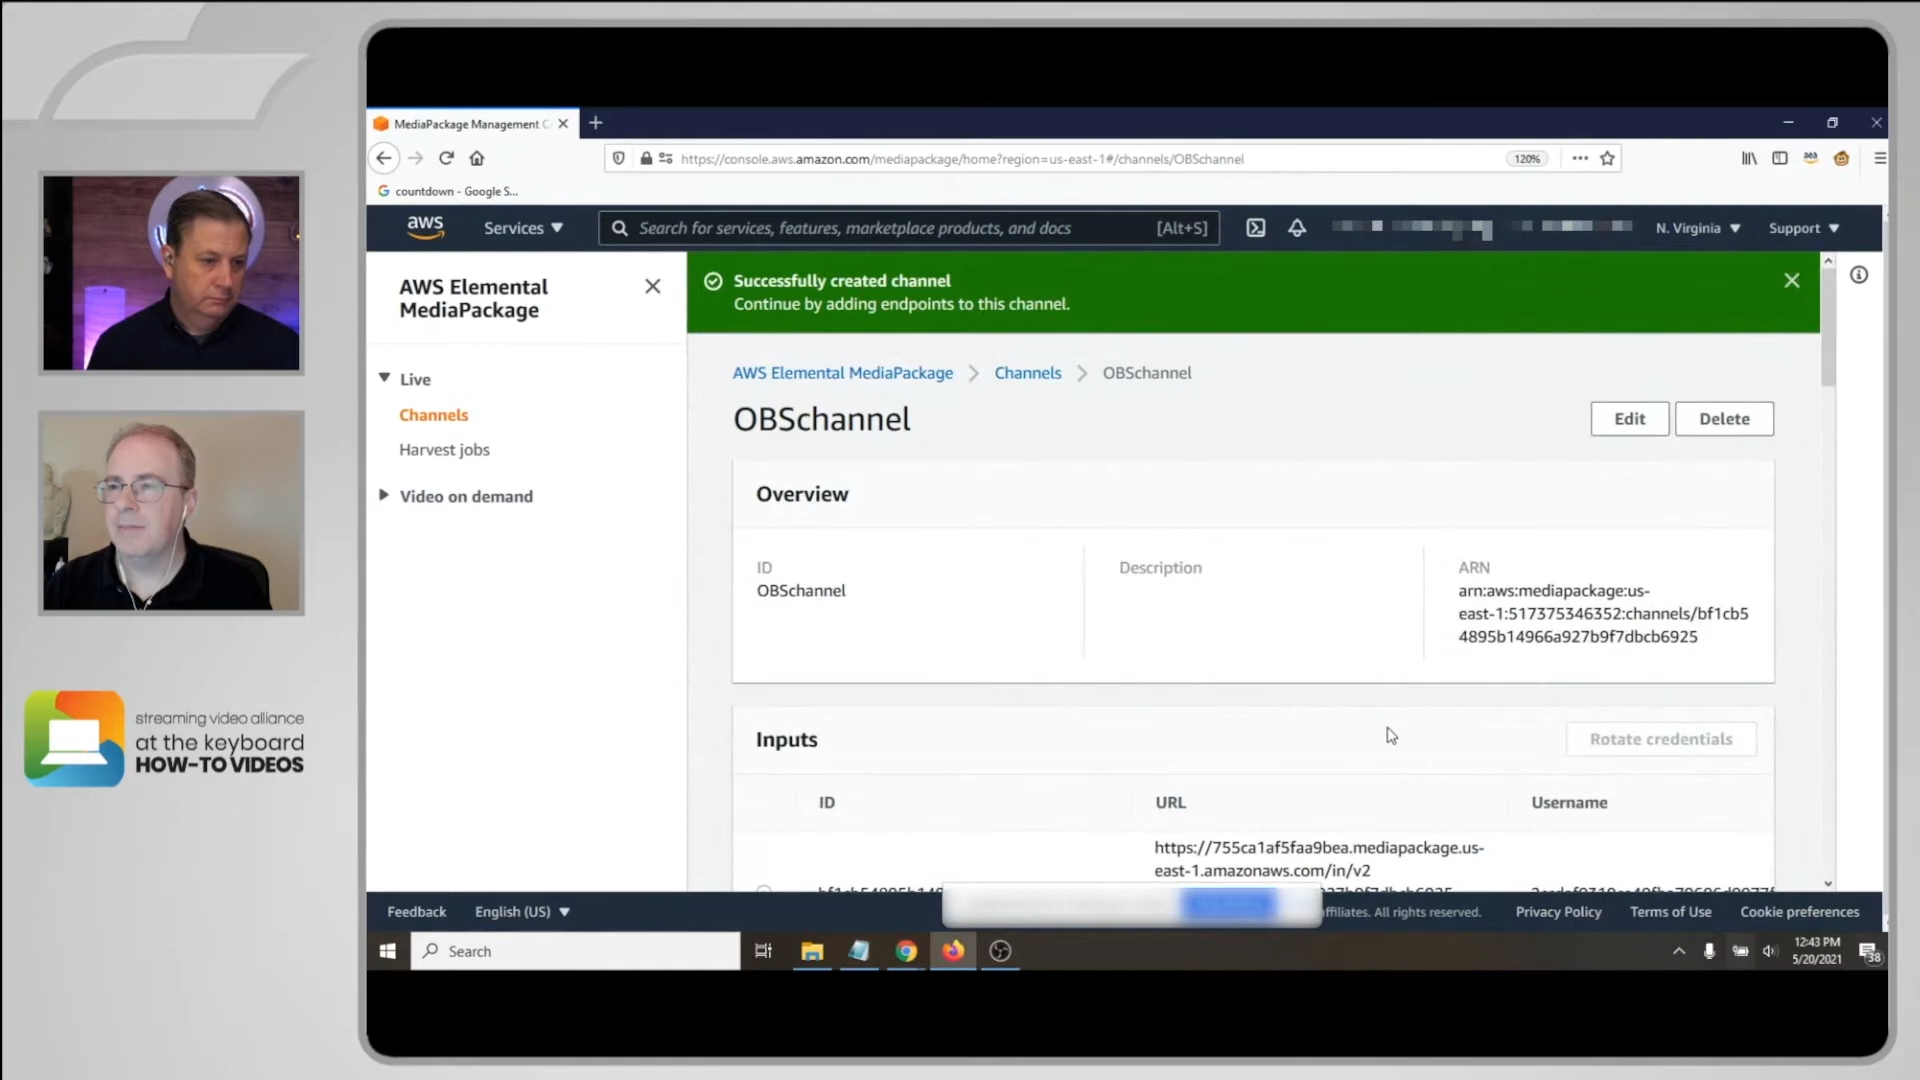 MediaPackage Management C
https://console.aws.amazon.com/mediapackage/home?region=us-east-1#/channels/OBSchannel
120%
countdown - Google S...
aws
Services
Search for services, features, marketplace products, and docs
[Alt+S]
N. Virginia
Support
AWS Elemental
MediaPackage
Live
Channels
Harvest jobs
Video on demand
Successfully created channel
Continue by adding endpoints to this channel.
AWS Elemental MediaPackage
Channels
OBSchannel
OBSchannel
Edit
Delete
Overview
ID
OBSchannel
Description
ARN
arn:aws:mediapackage:us-
east-1:517375346352:channels/bf1cb5
4895b14966a927b9f7dbcb6925
Inputs
Rotate credentials
ID
URL
Username
https://755ca1af5faa9bea.mediapackage.us-
east-1.amazonaws.com/in/v2
Feedback
English (US)
affiliates. All rights reserved.
Privacy Policy
Terms of Use
Cookie preferences
Search
12:43 PM
5/20/2021
38
streaming video alliance
at the keyboard
HOW-TO VIDEOS